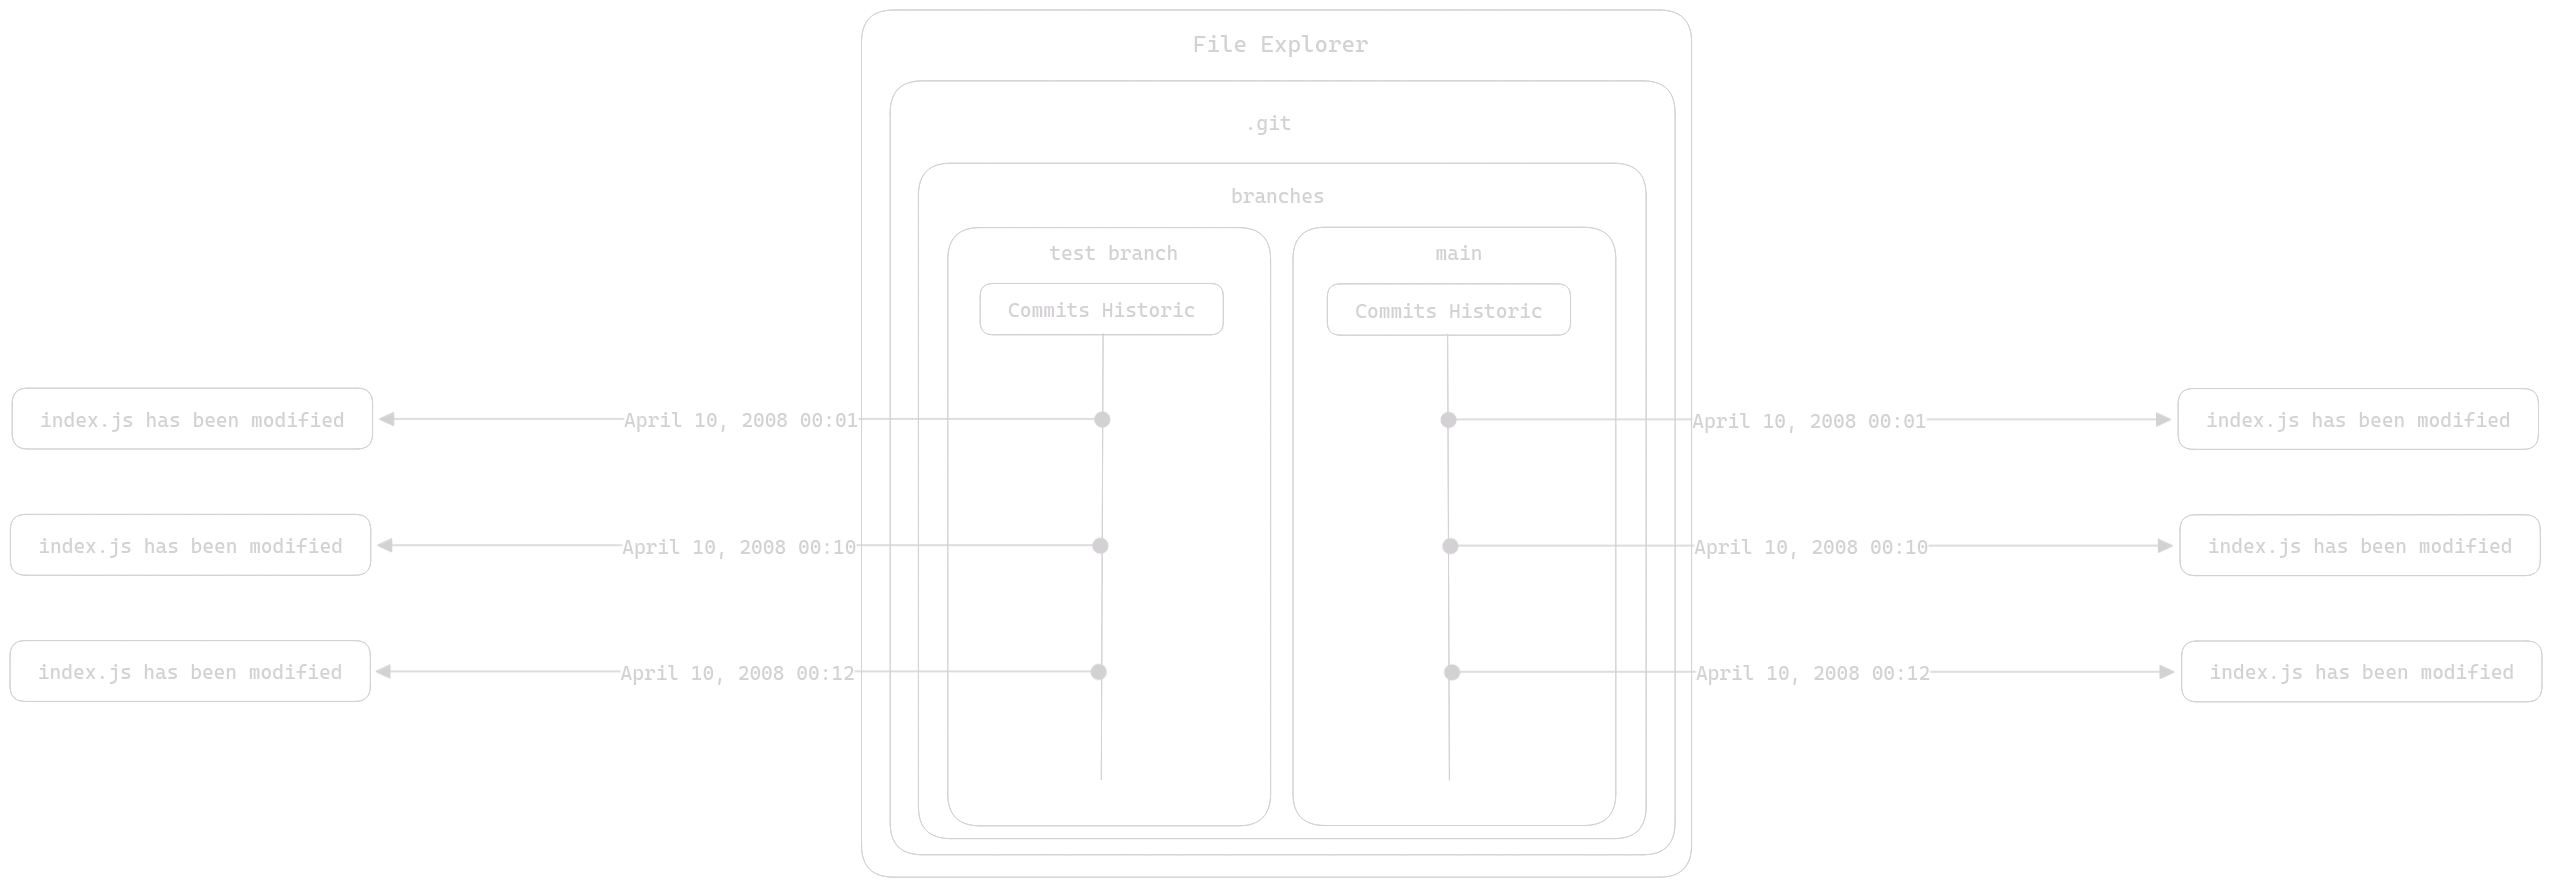 File Explorer
.git
branches
test branch
main
Commits Historic
Commits Historic
index.js has been modified
April 10, 2008 00:01
April 10, 2008 00:01
index.js has been modified
index.js has been modified
April 10, 2008 00:10
April 10, 2008 00:10
index.js has been modified
index.js has been modified
April 10, 2008 00:12
April 10, 2008 00:12
index.js has been modified